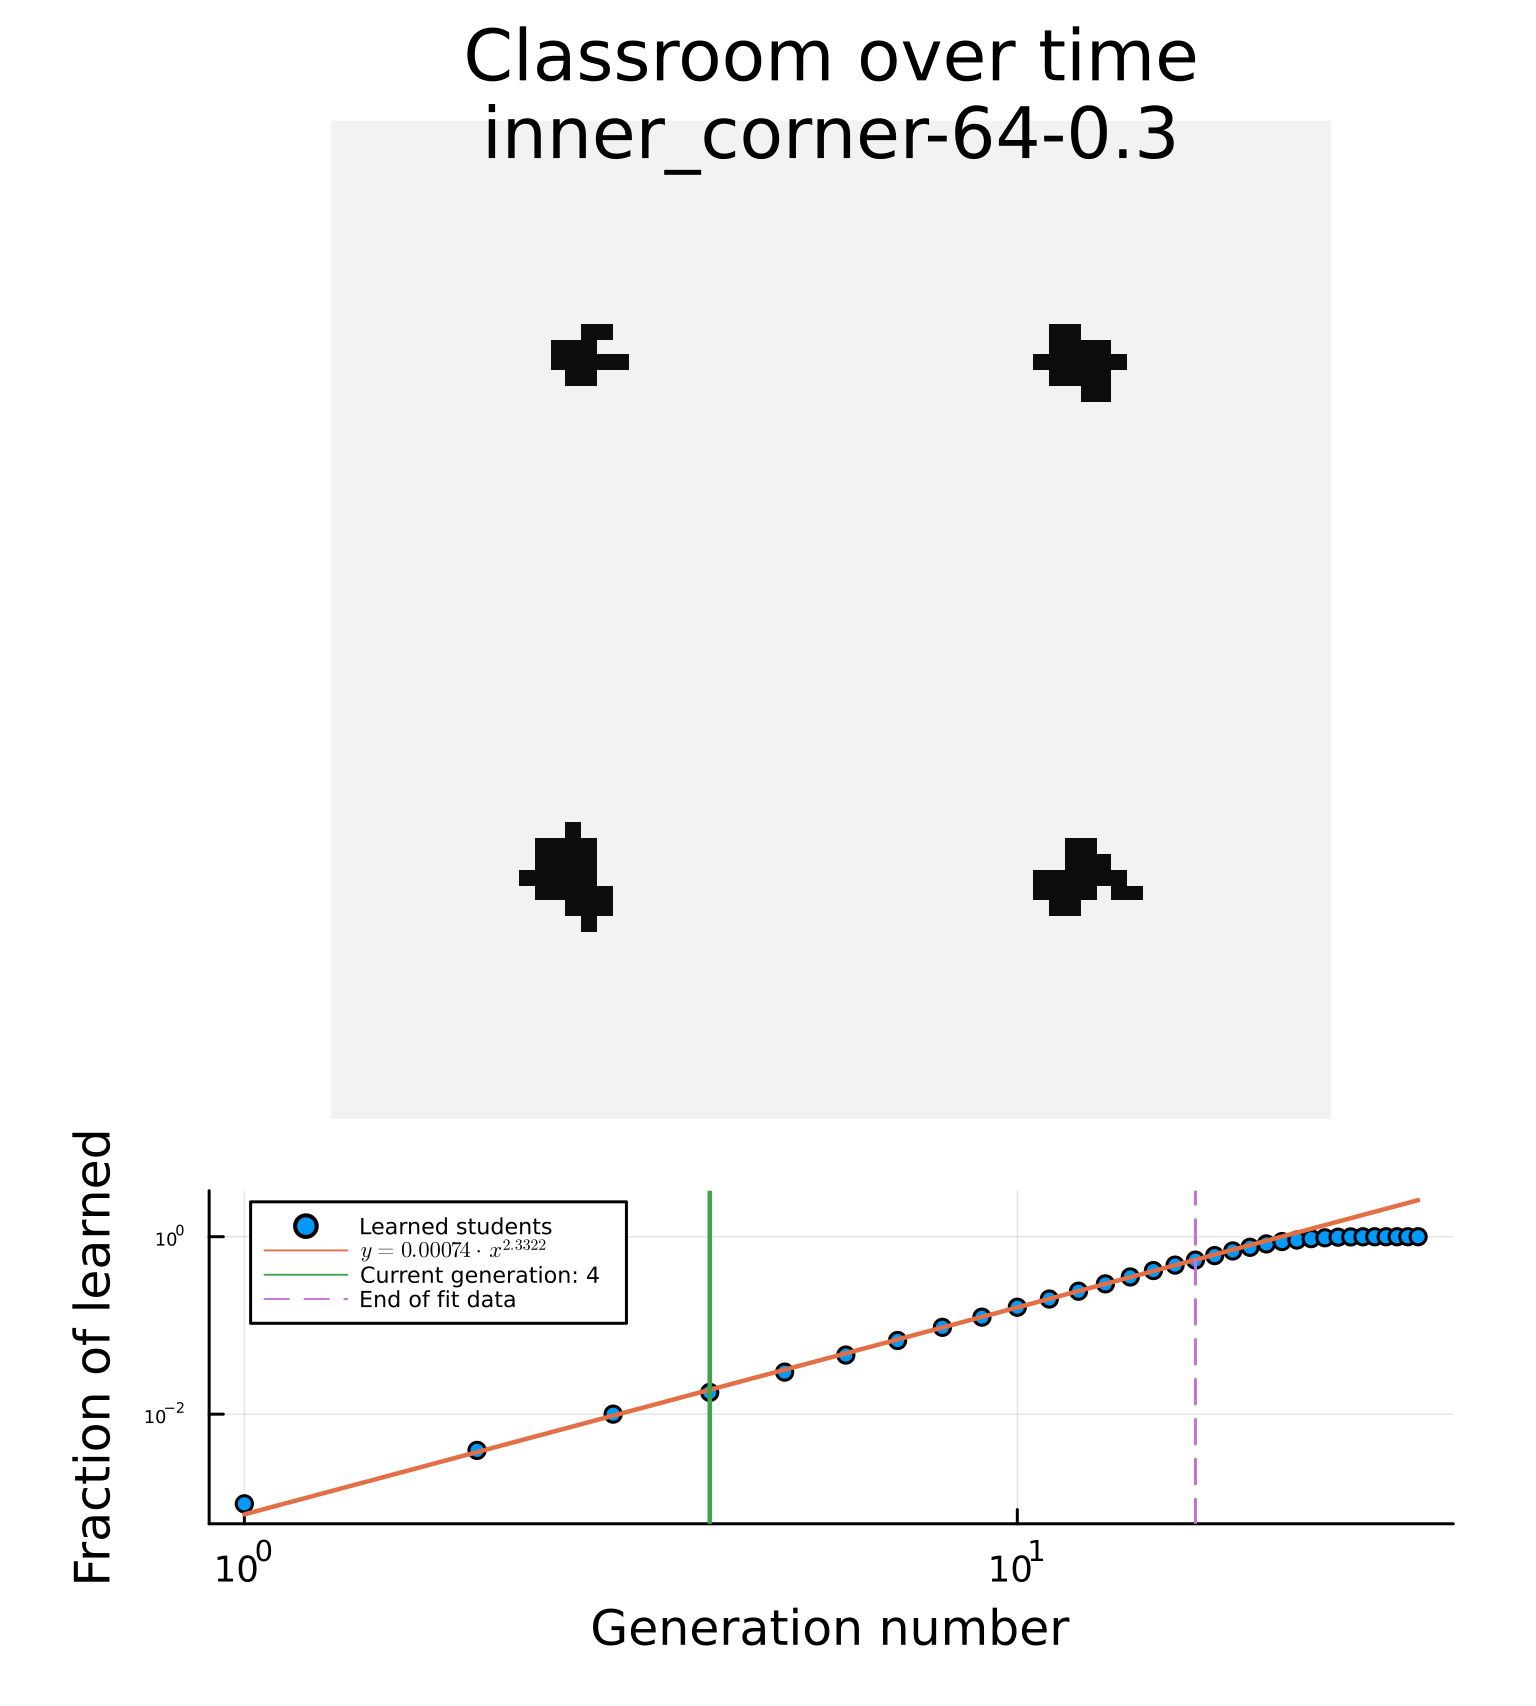 Classroom over time
inner_corner-64-0.3
Fraction of learned
10⁰
10⁻²
Learned students
y = 0.00074 · x^{2.3322}
Current generation: 4
End of fit data
10⁰
10¹
Generation number